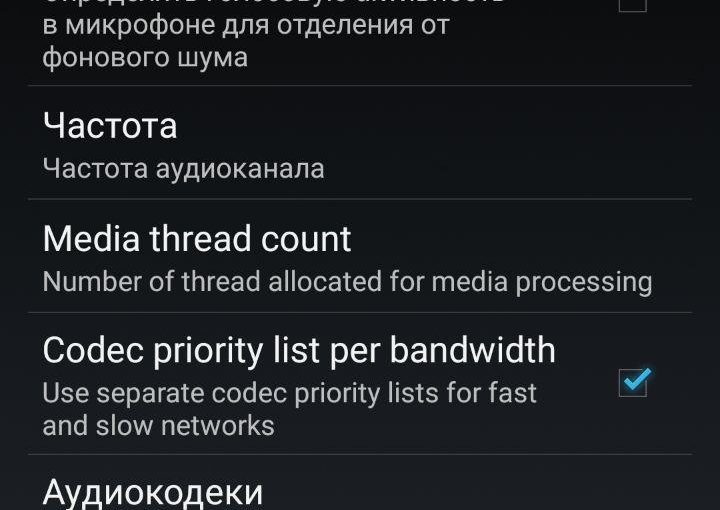 в микрофоне для отделения от
фонового шума
Частота
Частота аудиоканала
Media thread count
Number of thread allocated for media processing
Codec priority list per bandwidth
Use separate codec priority lists for fast
and slow networks
Аудиокодеки